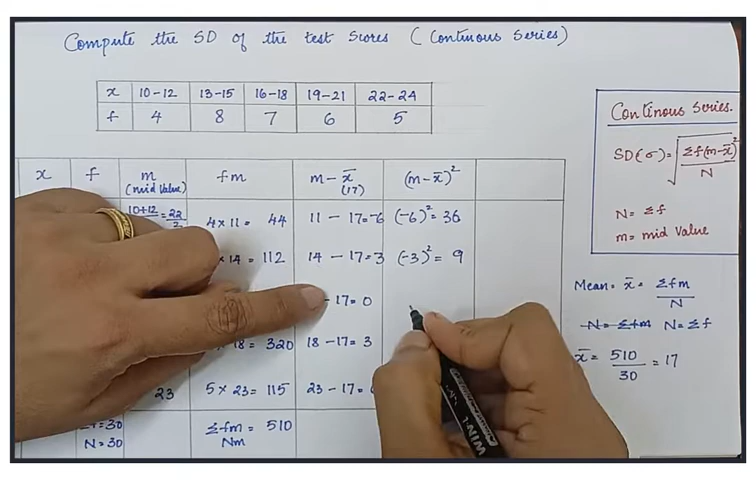 Compute the SD of the test scores (Continuous Series)
x 10-12 13-15 16-18 19-21 22-24
f 4 8 7 6 5
Continous Series.
SD(σ) = √Σf(m-x̄)²/N
N = Σf
m = mid Value
x f m (mid Value) fm m - x̄ (17) (m-x̄)²
10+12/2 = 22/2 4 x 11 = 44 11 - 17 = -6 (-6)² = 36
x 14 = 112 14 - 17 = 3 (-3)² = 9
- 17 = 0
x 18 = 320 18 - 17 = 3
23 5 x 23 = 115 23 - 17 =
= 30 Σfm = 510
N = 30 Nm
Mean = x̄ = Σfm/N
N = Σfm N = Σf
x̄ = 510/30 = 17
WIN